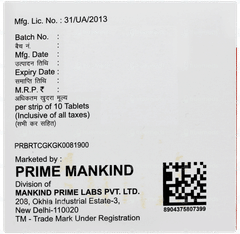 Mfg. Lic. No. : 31/UA/2013
Batch No. :
बैच नं.
Mfg. Date :
उत्पादन तिथि
Expiry Date :
समाप्ति तिथि
M.R.P. ₹ :
अधिकतम खुदरा मूल्य
per strip of 10 Tablets
(Inclusive of all taxes)
(सभी कर सहित)
PRBRTCGKGK0081900
Marketed by :
PRIME MANKIND
Division of
MANKIND PRIME LABS PVT. LTD.
208, Okhla Industrial Estate-3,
New Delhi-110020
TM - Trade Mark Under Registration
8904375807399